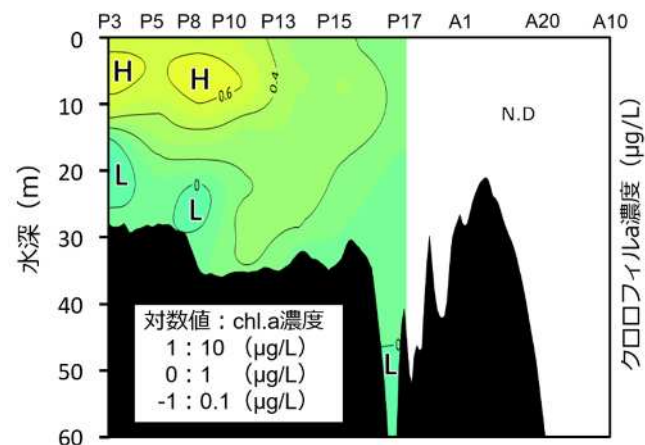 P3 P5 P8 P10 P13 P15 P17 A1 A20 A10
0
10
20
30
40
50
60
水深（m）
H
H
0.6
0.4
N.D
L
0
L
0
L
対数値：chl.a濃度
1：10 （μg/L）
0：1 （μg/L）
-1：0.1 （μg/L）
クロロフィルa濃度（μg/L）